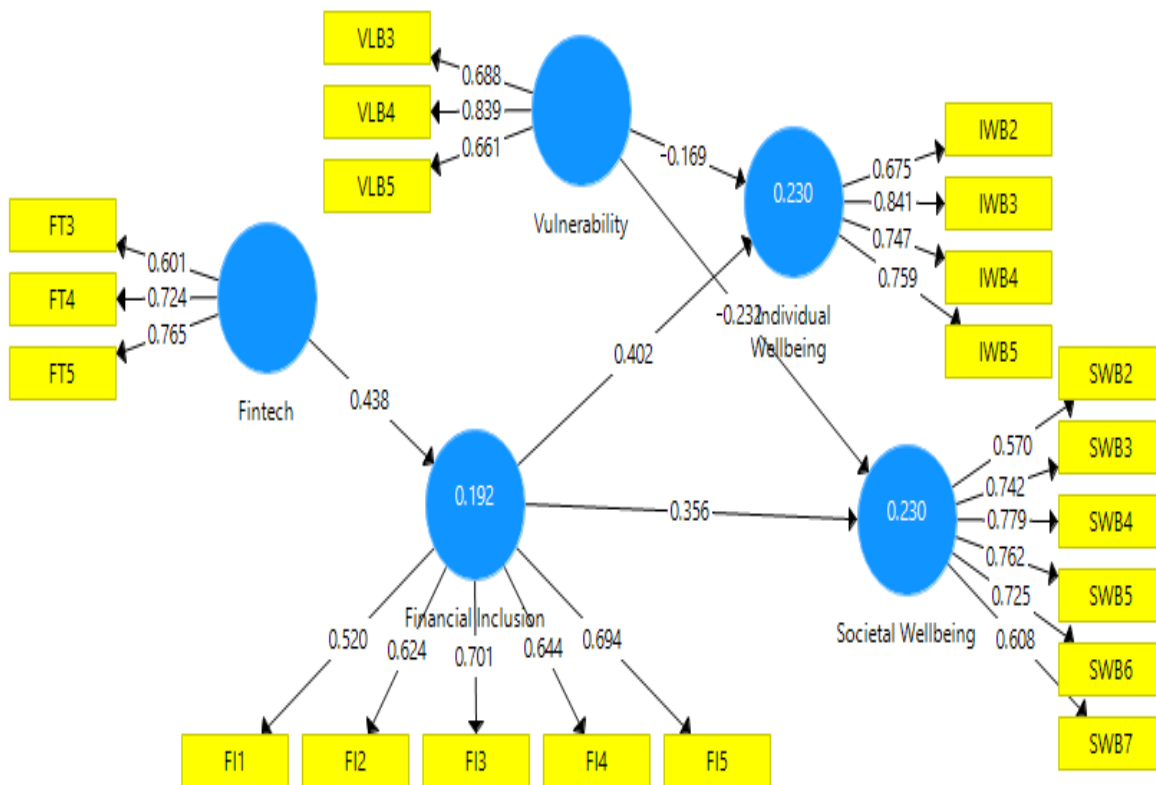 VLB3
VLB4
VLB5
0.688
0.839
0.661
Vulnerability
-0.169
-0.232
0.230
Individual
Wellbeing
0.675
0.841
0.747
0.759
IWB2
IWB3
IWB4
IWB5
FT3
FT4
FT5
0.601
0.724
0.765
Fintech
0.438
0.402
0.356
0.192
Financial Inclusion
0.520
0.624
0.701
0.644
0.694
FI1
FI2
FI3
FI4
FI5
0.230
Societal Wellbeing
0.570
0.742
0.779
0.762
0.725
0.608
SWB2
SWB3
SWB4
SWB5
SWB6
SWB7